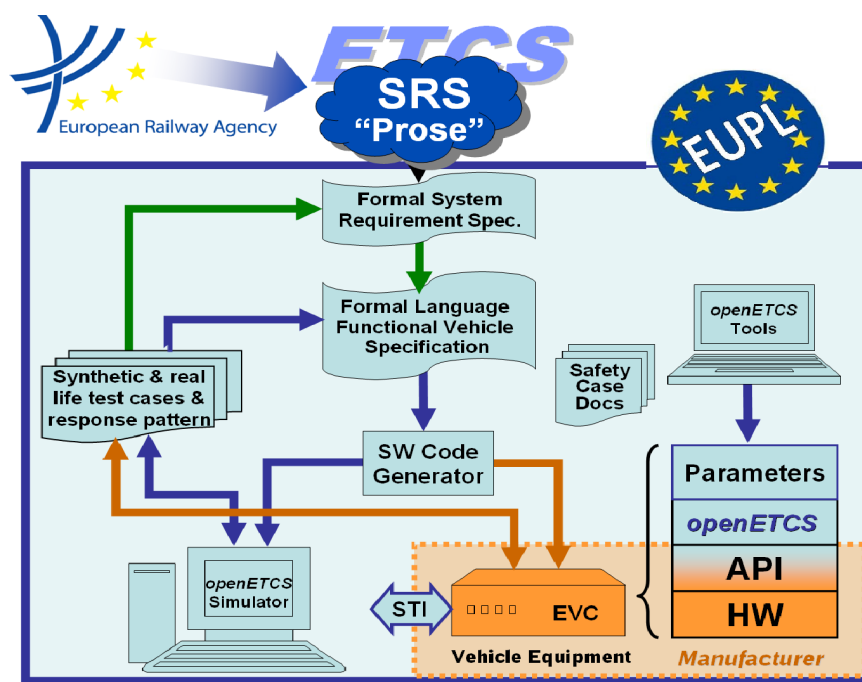 ETCS
SRS
“Prose”
European Railway Agency
EUPL
Formal System
Requirement Spec.
Formal Language
Functional Vehicle
Specification
openETCS
Tools
Synthetic & real
life test cases &
response pattern
Safety
Case
Docs
SW Code
Generator
Parameters
openETCS
API
HW
openETCS
Simulator
STI
EVC
Vehicle Equipment
Manufacturer